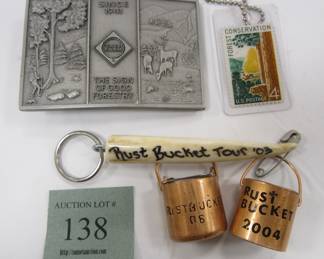 SINCE
1941
THE SIGN
OF GOOD
FORESTRY
FOREST CONSERVATION
4¢
U.S. POSTAGE
Rust Bucket Tour '03
AUCTION LOT #
138
RUST BUCKET
06
RUST
BUCKET
2004